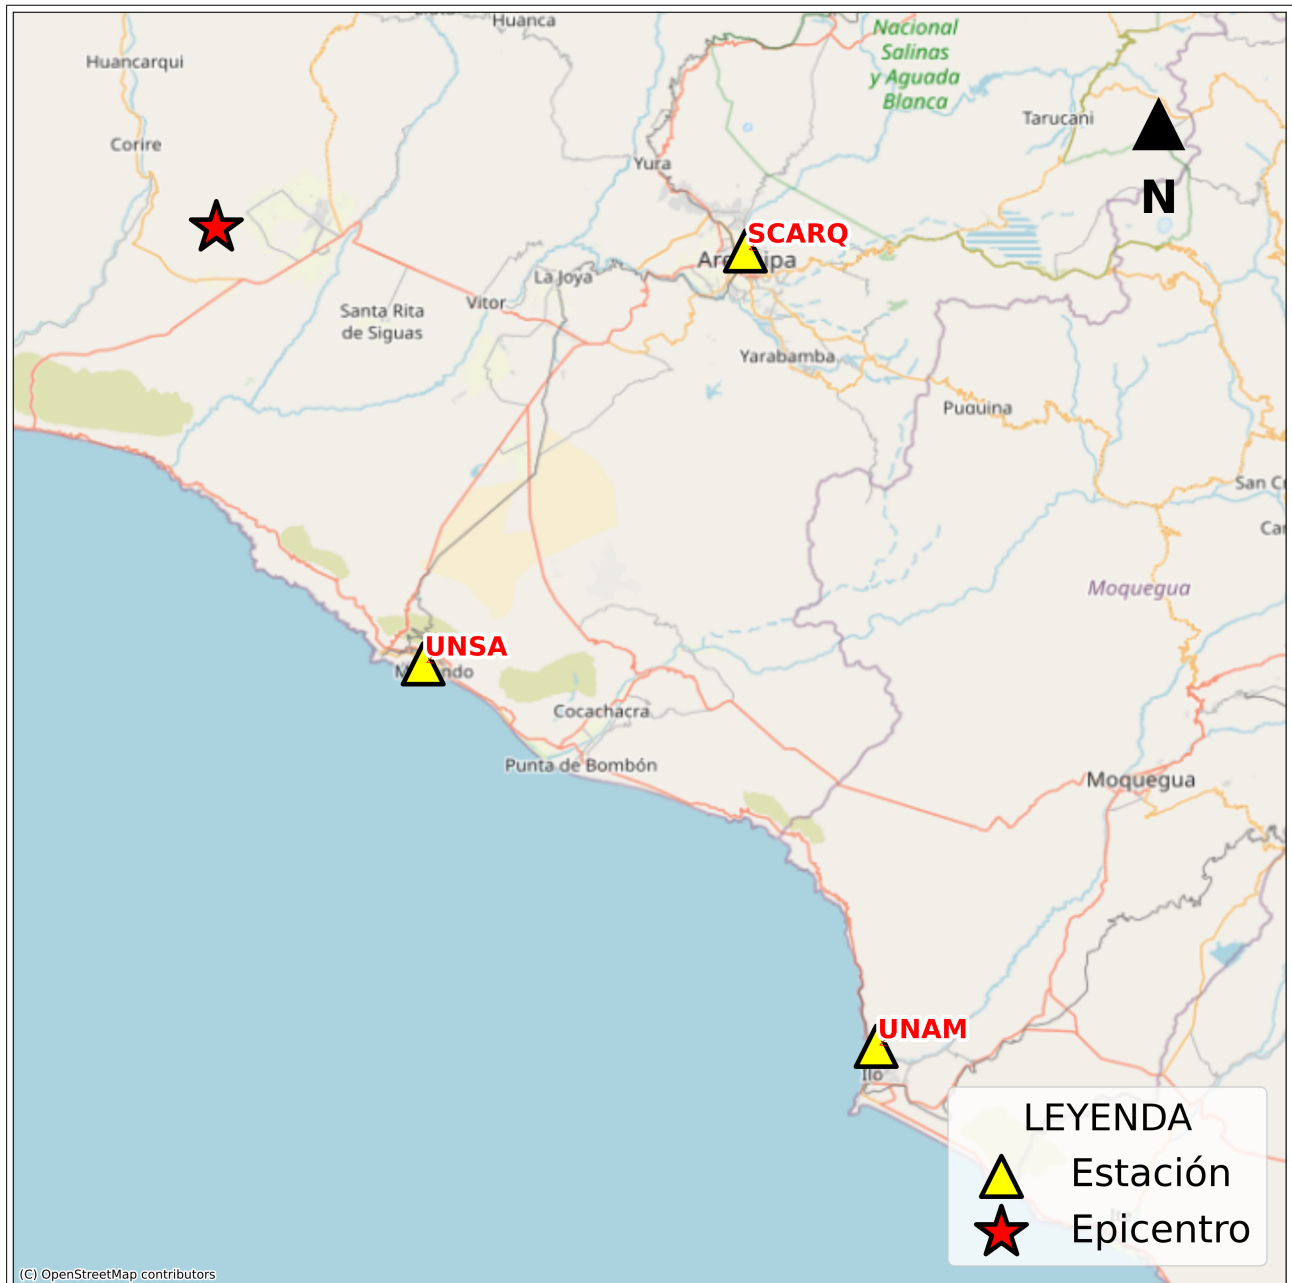 Huanca
Nacional
Salinas
y Aguada
Blanca
Huancarqui
Tarucani
Corire
Yura
N
SCARQ
La Joya
Vitor
Santa Rita
de Siguas
Yarabamba
Puquina
San C
Moquegua
UNSA
Cocachacra
Punta de Bombón
Moquegua
UNAM
Ilo
LEYENDA
Estación
Epicentro
(C) OpenStreetMap contributors